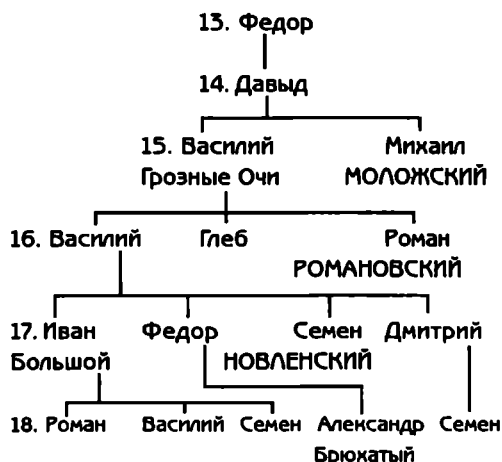 13. Федор
14. Давыд
15. Василий Михаил
Грозные Очи МОЛОЖСКИЙ
16. Василий Глеб Роман
РОМАНОВСКИЙ
17. Иван Федор Семен Дмитрий
Большой НОВЛЕНСКИЙ
18. Роман Василий Семен Александр Семен
Брюхатый